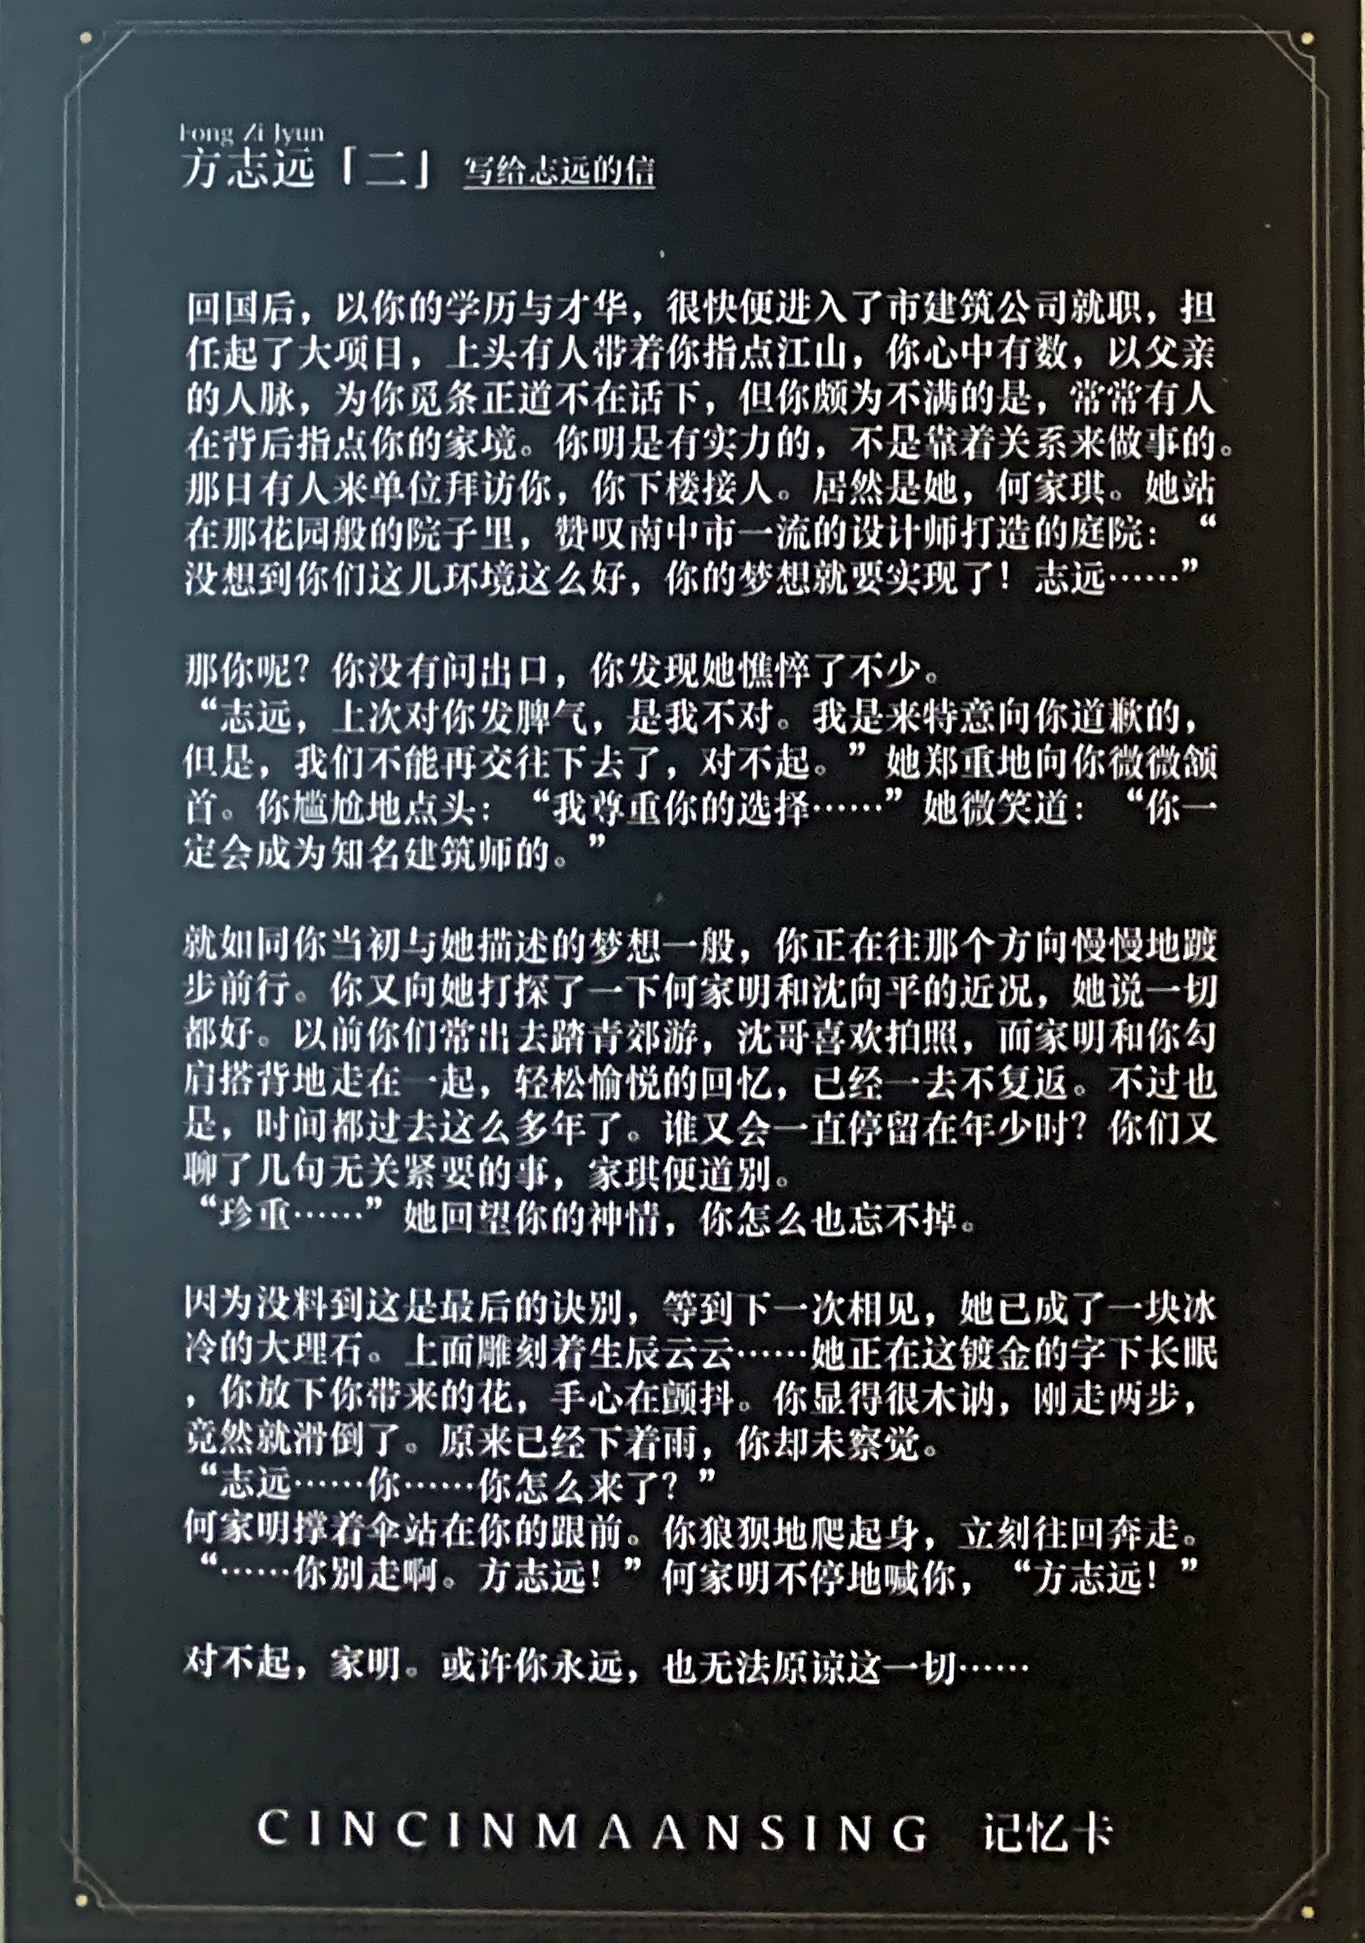 Fong Zi Jyun
方志远「二」 写给志远的信
回国后，以你的学历与才华，很快便进入了市建筑公司就职，担
任起了大项目，上头有人带着你指点江山，你心中有数，以父亲
的人脉，为你觅条正道不在话下，但你颇为不满的是，常常有人
在背后指点你的家境。你明是有实力的，不是靠着关系来做事的。
那日有人来单位拜访你，你下楼接人。居然是她，何家琪。她站
在那花园般的院子里，赞叹南中市一流的设计师打造的庭院：“
没想到你们这儿环境这么好，你的梦想就要实现了！志远……”
那你呢？你没有问出口，你发现她憔悴了不少。
“志远，上次对你发脾气，是我不对。我是来特意向你道歉的，
但是，我们不能再交往下去了，对不起。”她郑重地向你微微颔
首。你尴尬地点头：“我尊重你的选择……”她微笑道：“你一
定会成为知名建筑师的。”
就如同你当初与她描述的梦想一般，你正在往那个方向慢慢地踱
步前行。你又向她打探了一下何家明和沈向平的近况，她说一切
都好。以前你们常出去踏青郊游，沈哥喜欢拍照，而家明和你勾
肩搭背地走在一起，轻松愉悦的回忆，已经一去不复返。不过也
是，时间都过去这么多年了。谁又会一直停留在年少时？你们又
聊了几句无关紧要的事，家琪便道别。
“珍重……”她回望你的神情，你怎么也忘不掉。
因为没料到这是最后的诀别，等到下一次相见，她已成了一块冰
冷的大理石。上面雕刻着生辰云云……她正在这镀金的字下长眠
，你放下你带来的花，手心在颤抖。你显得很木讷，刚走两步，
竟然就滑倒了。原来已经下着雨，你却未察觉。
“志远……你……你怎么来了？”
何家明撑着伞站在你的跟前。你狼狈地爬起身，立刻往回奔走。
“……你别走啊。方志远！”何家明不停地喊你，“方志远！”
对不起，家明。或许你永远，也无法原谅这一切……
CINCINMAANSING 记忆卡